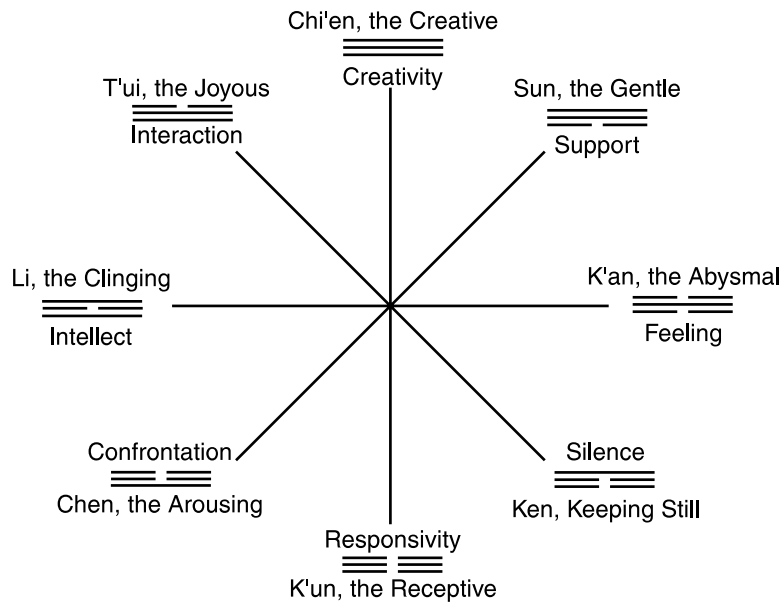 Chi'en, the Creative
Creativity
T'ui, the Joyous
Interaction
Sun, the Gentle
Support
Li, the Clinging
Intellect
K'an, the Abysmal
Feeling
Confrontation
Chen, the Arousing
Silence
Ken, Keeping Still
Responsivity
K'un, the Receptive